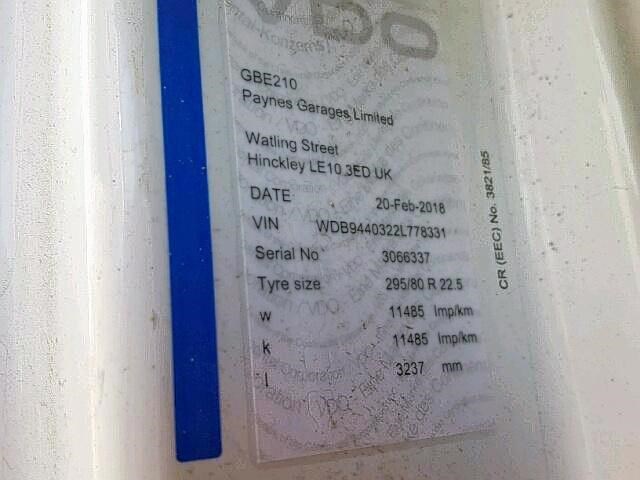 VDO
GBE210
Paynes Garages Limited
Watling Street
Hinckley LE10 3ED UK
DATE 20-Feb-2018
VIN WDB9440322L778331
Serial No 3066337
Tyre size 295/80 R 22.5
w 11485 Imp/km
k 11485 Imp/km
l 3237 mm
CR (EEC) No. 3821/85